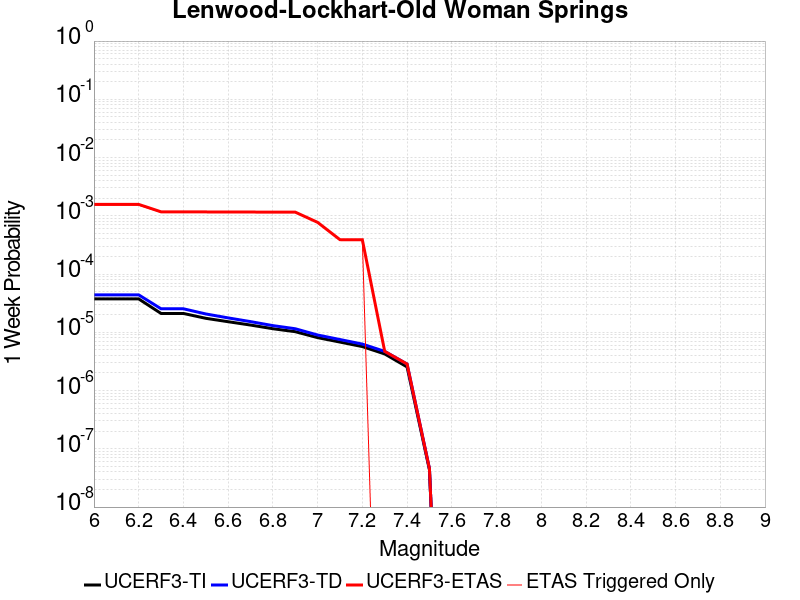 Lenwood-Lockhart-Old Woman Springs
1 Week Probability
10^0
10^-1
10^-2
10^-3
10^-4
10^-5
10^-6
10^-7
10^-8
6 6.2 6.4 6.6 6.8 7 7.2 7.4 7.6 7.8 8 8.2 8.4 8.6 8.8 9
Magnitude
UCERF3-TI UCERF3-TD UCERF3-ETAS ETAS Triggered Only